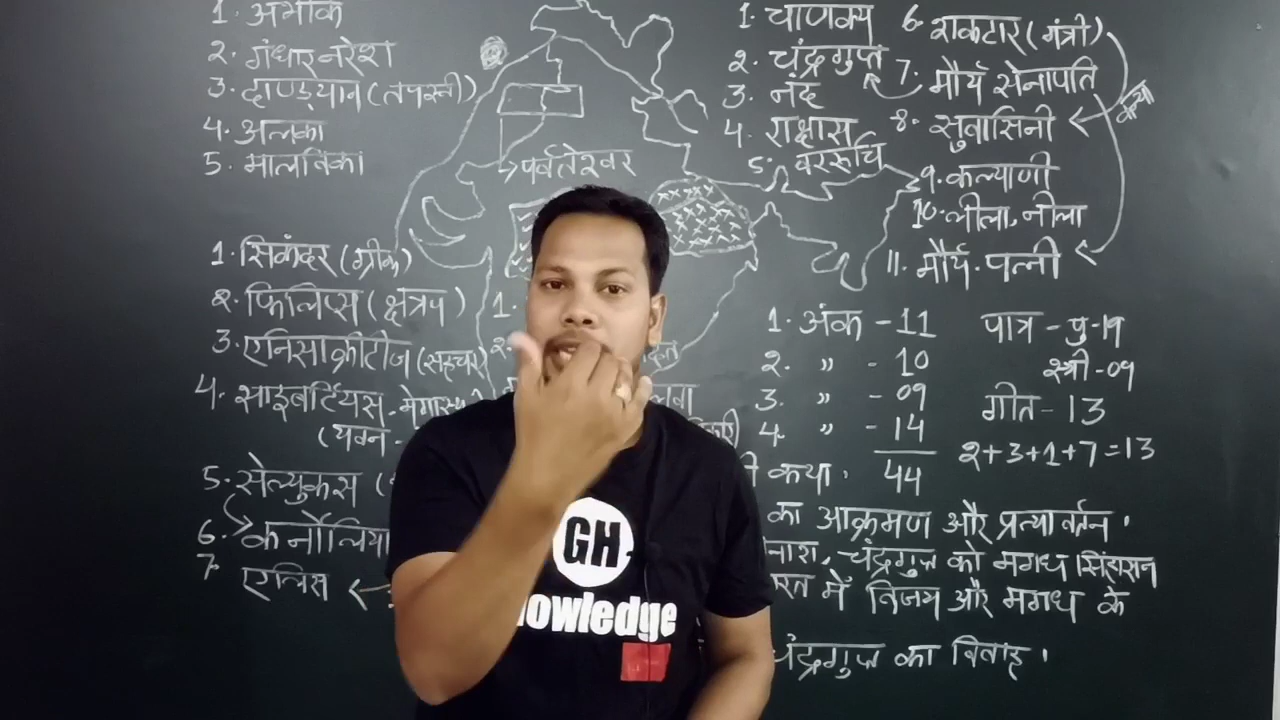 1. आंभीक
2. गंधार नरेश
3. दाण्ड्यान (तपस्वी)
4. अलका
5. मालविका
→ पर्वतेश्वर
1. सिकंदर (ग्रीक)
2. फिलिप्स (क्षत्रप)
3. एनिसाक्रीटीज (सहचर)
4. साइबर्टियस,
(यवन -
5. सेल्युकस
6. कर्नोलिया
7. एलिस
1.
2.
1. चाणक्य
2. चंद्रगुप्त
3. नंद
4. राक्षास
5. वररूचि
6. शकटार (मंत्री)
7. मौर्य सेनापति
8. सुवासिनी
9. कल्याणी
10. लीला, नीला
11. मौर्य - पत्नी
1. अंक - 11
2. " - 10
3. " - 09
4. " - 14
44
पात्र - पु - 19
स्त्री - 09
गीत - 13
2+3+1+7=13
कथा
का आक्रमण और प्रत्यावर्तन
चंद्रगुप्त को मगध सिंहासन
में विजय और मगध के
चंद्रगुप्त का विवाह
GH
nowledge